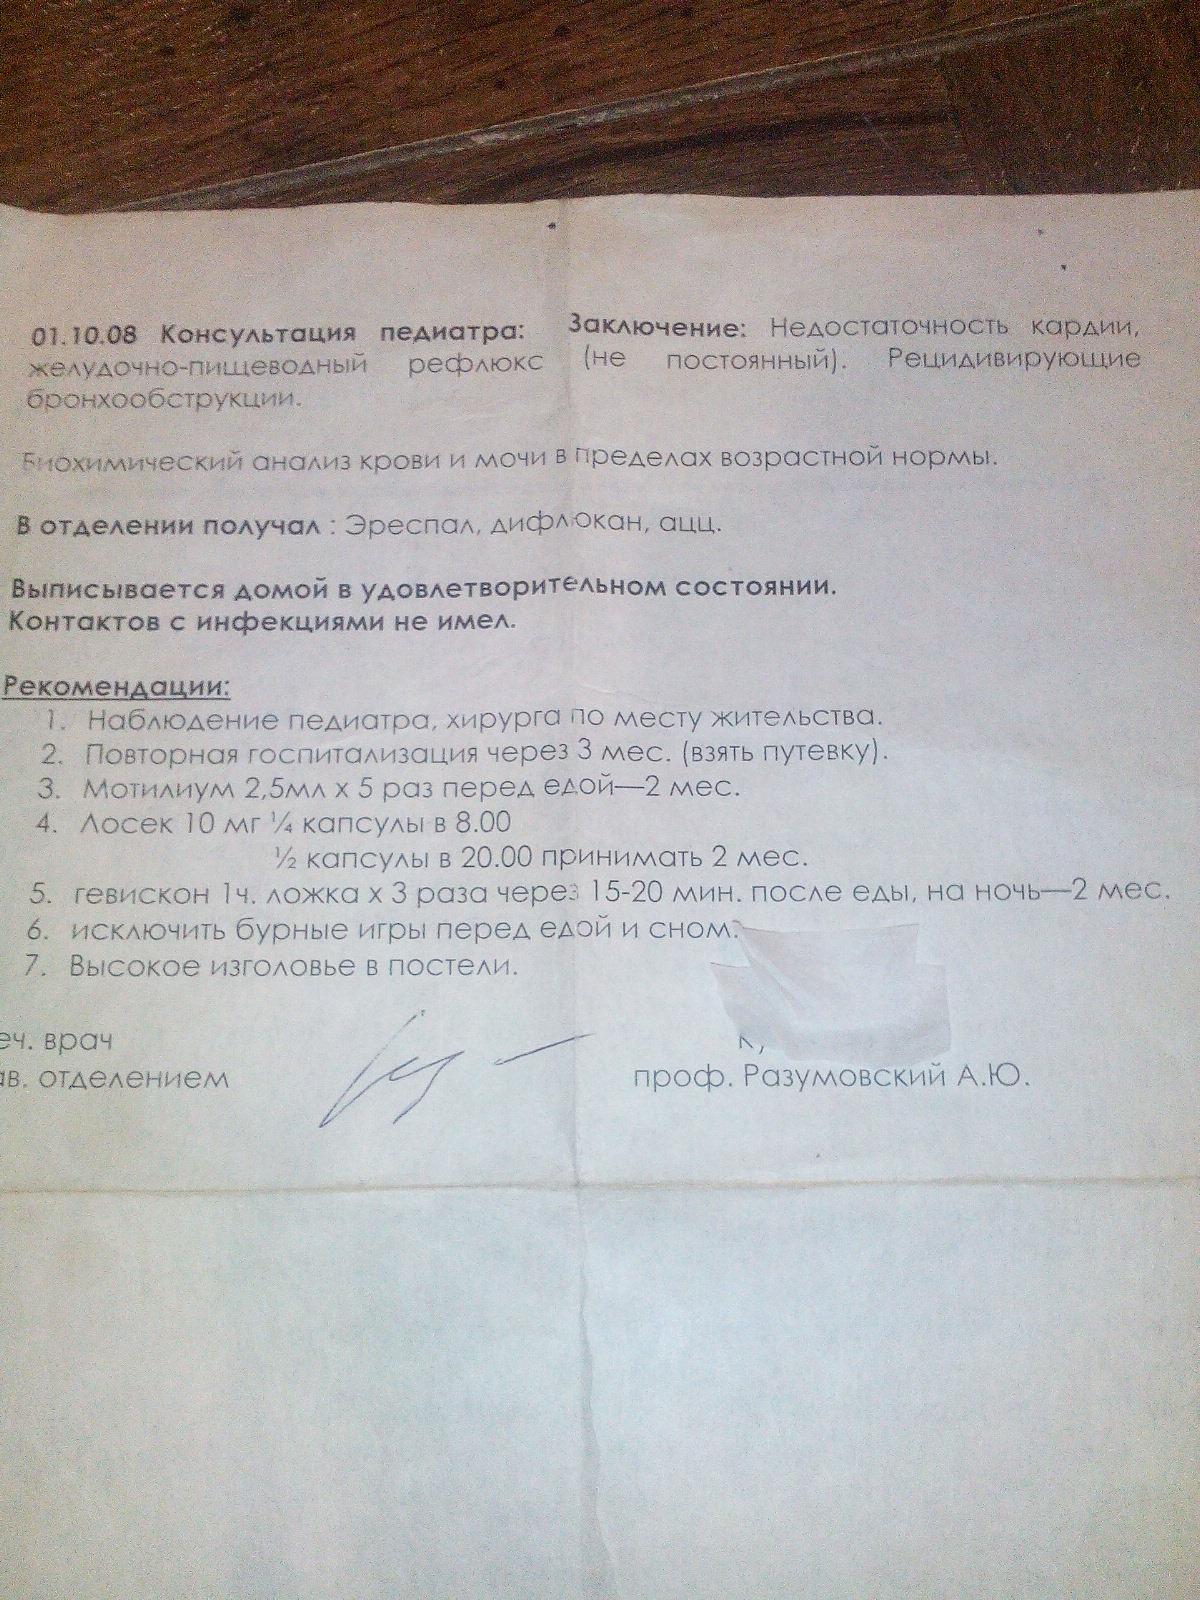 01.10.08 Консультация педиатра: Заключение: Недостаточность кардии,
желудочно-пищеводный рефлюкс (не постоянный). Рецидивирующие
бронхообструкции.
Биохимический анализ крови и мочи в пределах возрастной нормы.
В отделении получал : Эреспал, дифлюкан, ацц.
Выписывается домой в удовлетворительном состоянии.
Контактов с инфекциями не имел.
Рекомендации:
1. Наблюдение педиатра, хирурга по месту жительства.
2. Повторная госпитализация через 3 мес. (взять путевку).
3. Мотилиум 2,5мл х 5 раз перед едой—2 мес.
4. Лосек 10 мг ¼ капсулы в 8.00
½ капсулы в 20.00 принимать 2 мес.
5. гевискон 1ч. ложка х 3 раза через 15-20 мин. после еды, на ночь—2 мес.
6. исключить бурные игры перед едой и сном.
7. Высокое изголовье в постели.
еч. врач
ав. отделением проф. Разумовский А.Ю.